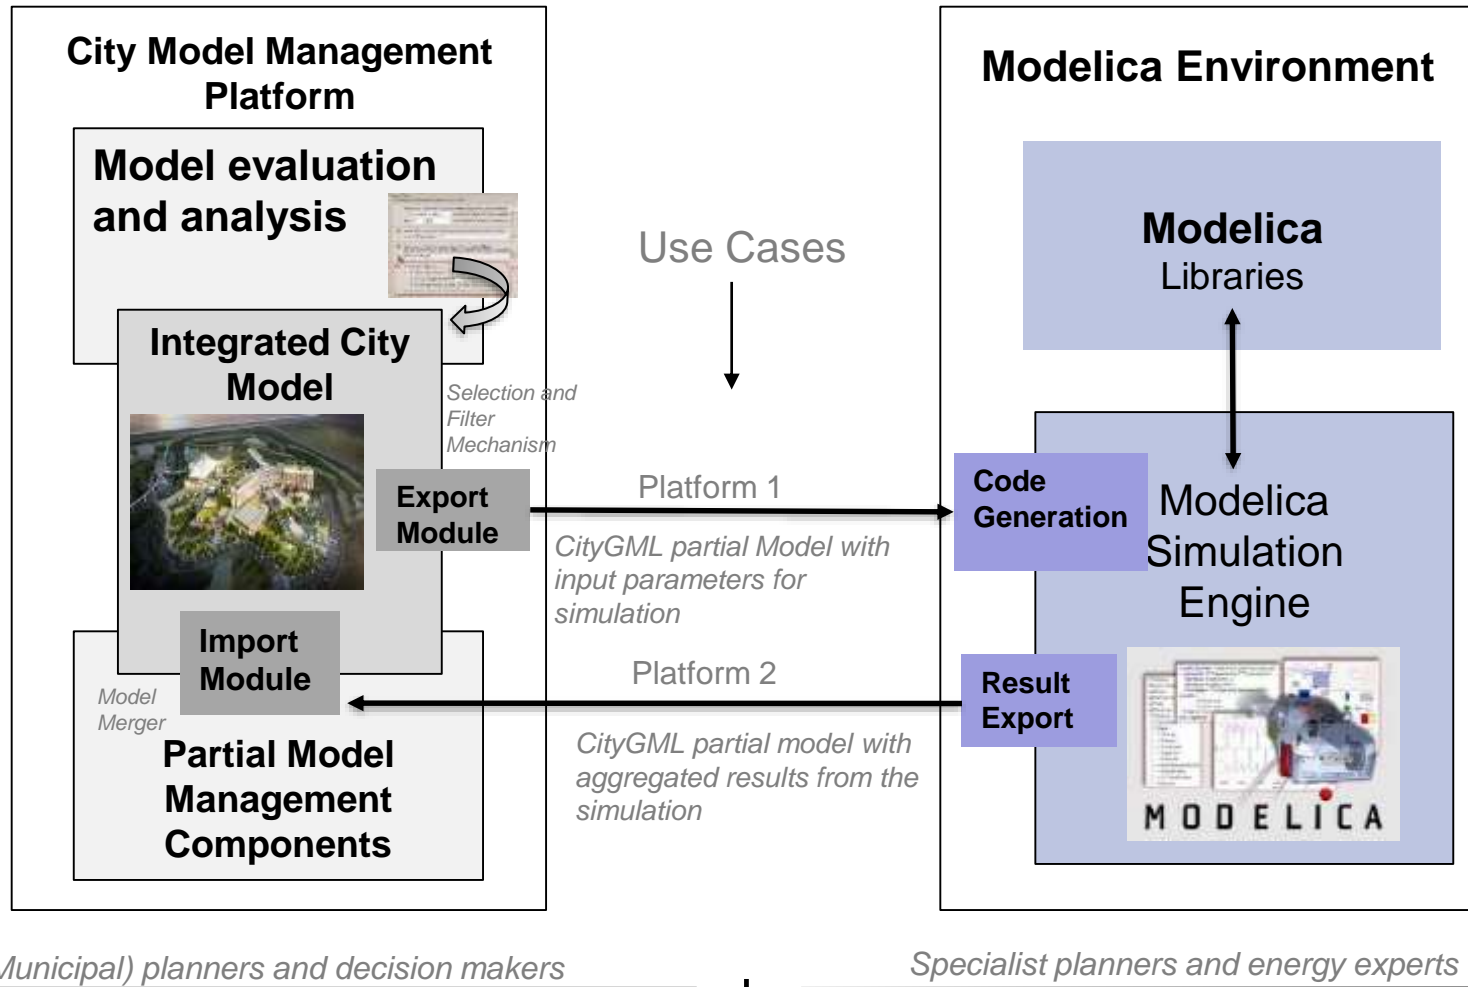 City Model Management
Platform
Model evaluation
and analysis
Integrated City
Model
Selection and
Filter
Mechanism
Export
Module
Import
Module
Model
Merger
Partial Model
Management
Components
Use Cases
Platform 1
CityGML partial Model with
input parameters for
simulation
Platform 2
CityGML partial model with
aggregated results from the
simulation
Modelica Environment
Modelica
Libraries
Code
Generation
Modelica
Simulation
Engine
Result
Export
MODELICA
Municipal) planners and decision makers
Specialist planners and energy experts